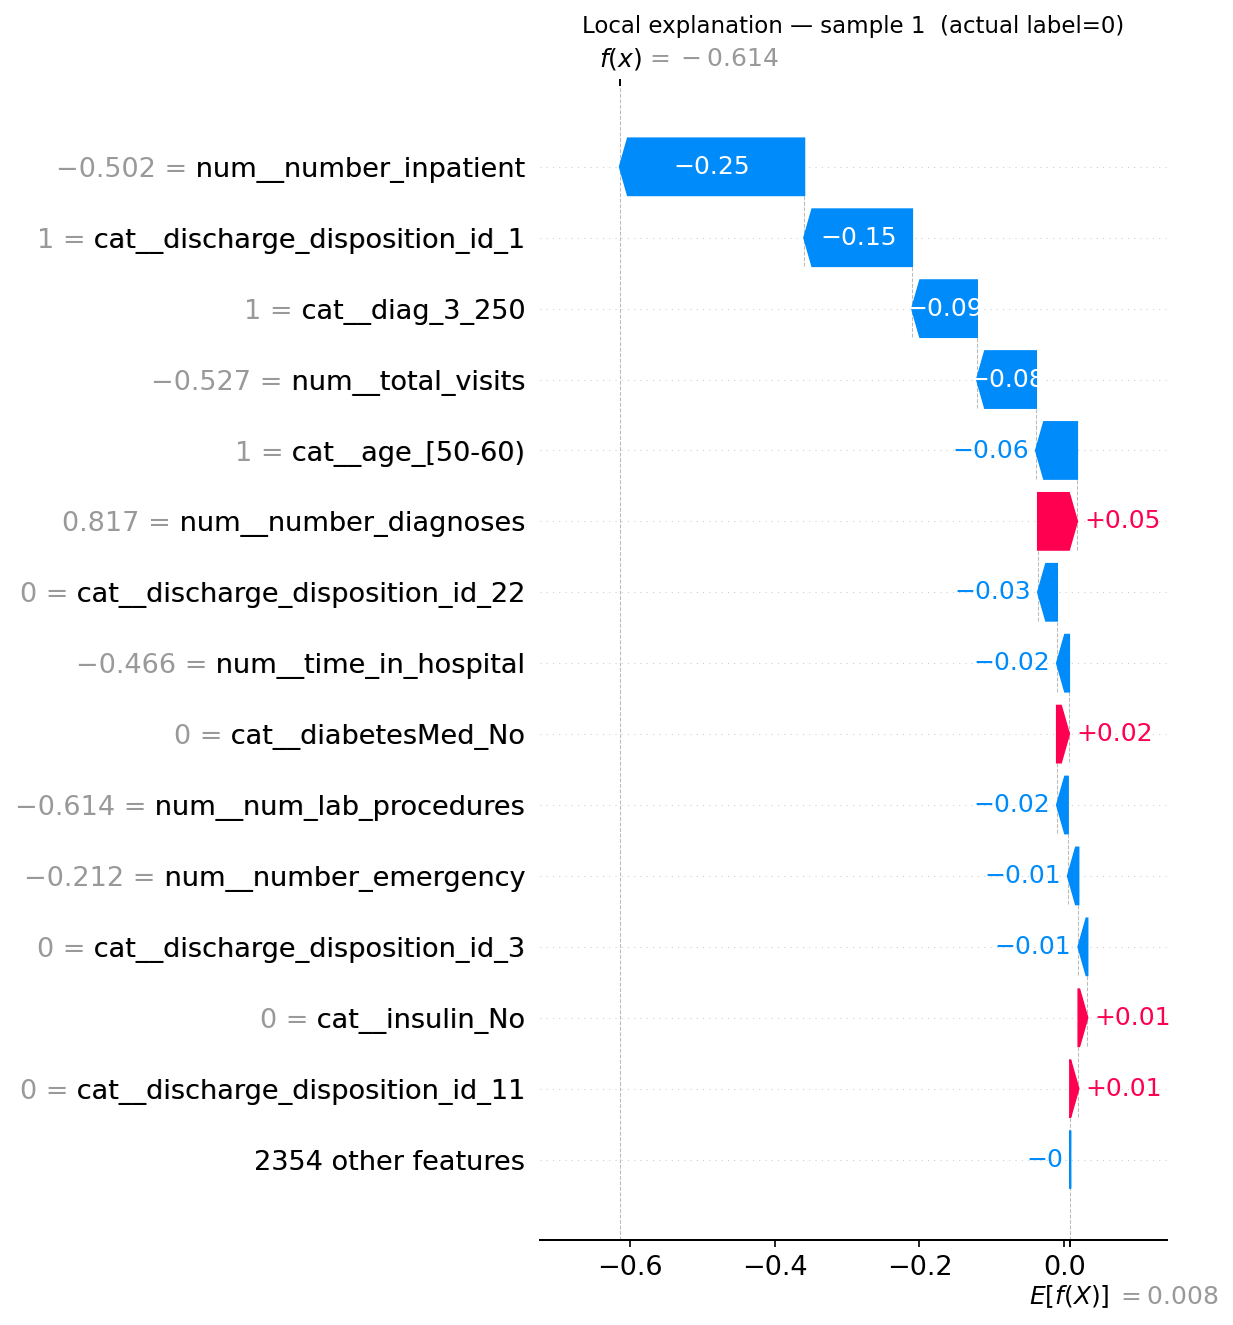 Local explanation — sample 1  (actual label=0)
f(x) = −0.614
−0.502 = num__number_inpatient −0.25
1 = cat__discharge_disposition_id_1 −0.15
1 = cat__diag_3_250 −0.09
−0.527 = num__total_visits −0.08
1 = cat__age_[50-60) −0.06
0.817 = num__number_diagnoses +0.05
0 = cat__discharge_disposition_id_22 −0.03
−0.466 = num__time_in_hospital −0.02
0 = cat__diabetesMed_No +0.02
−0.614 = num__num_lab_procedures −0.02
−0.212 = num__number_emergency −0.01
0 = cat__discharge_disposition_id_3 −0.01
0 = cat__insulin_No +0.01
0 = cat__discharge_disposition_id_11 +0.01
2354 other features −0
−0.6 −0.4 −0.2 0.0
E[f(X)] = 0.008